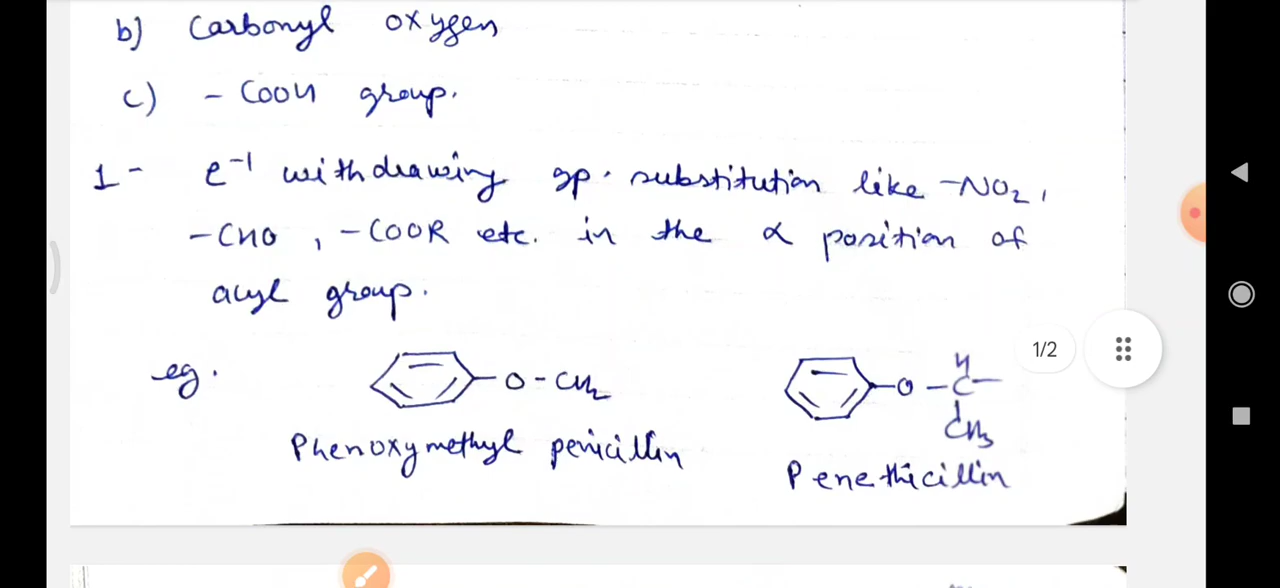 b) Carbonyl oxygen
c) - COOH group.
1- e⁻¹ withdrawing gp. substitution like -NO₂,
-CHO, -COOR etc. in the α position of
acyl group.
eg. -O-CH₂ -O-C- H CH₃
Phenoxymethyl penicillin Penethicillin
1/2